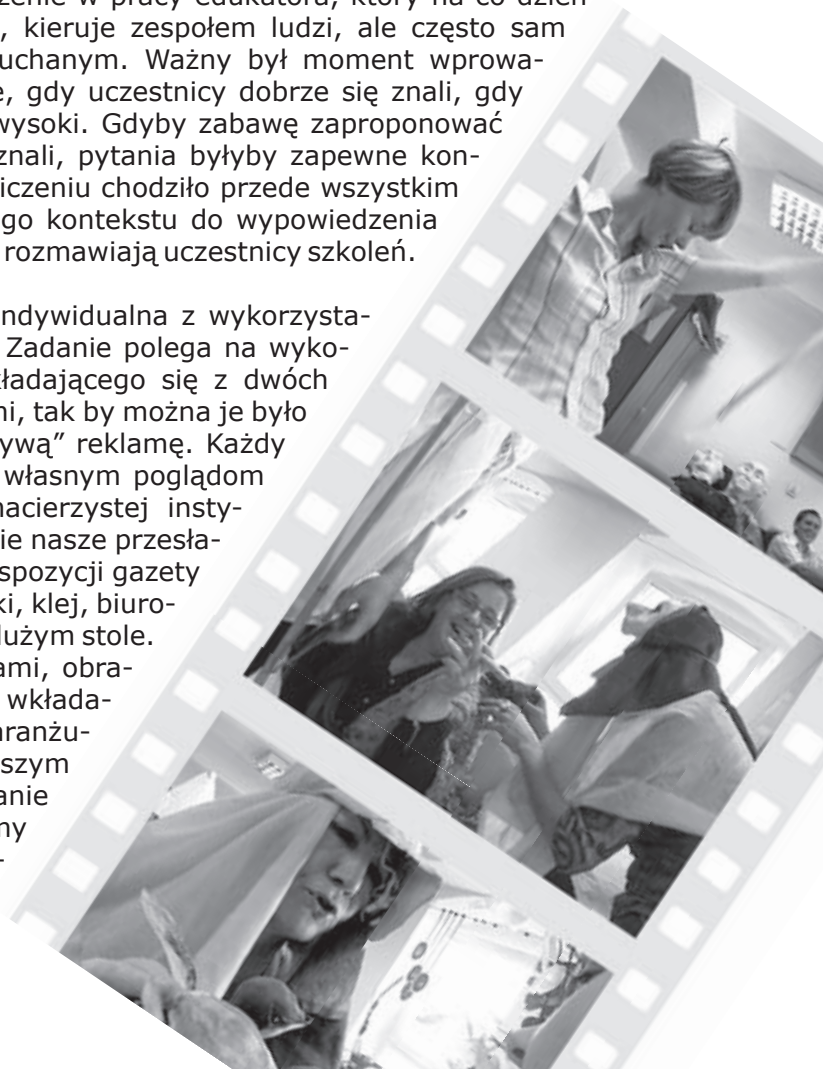 zenie w pracy edukatora, który na co dzień
, kieruje zespołem ludzi, ale często sam
uchanym. Ważny był moment wprowa-
e, gdy uczestnicy dobrze się znali, gdy
wysoki. Gdyby zabawę zaproponować
znali, pytania byłyby zapewne kon-
iczeniu chodziło przede wszystkim
go kontekstu do wypowiedzenia
rozmawiają uczestnicy szkoleń.
ndywidualna z wykorzysta-
Zadanie polega na wyko-
kładającego się z dwóch
ni, tak by można je było
ywą” reklamę. Każdy
własnym poglądom
nacierzystej insty-
ie nasze przesła-
spozycji gazety
ki, klej, biuro-
dużym stole.
ami, obra-
wkłada-
aranżu-
szym
anie
ny
-